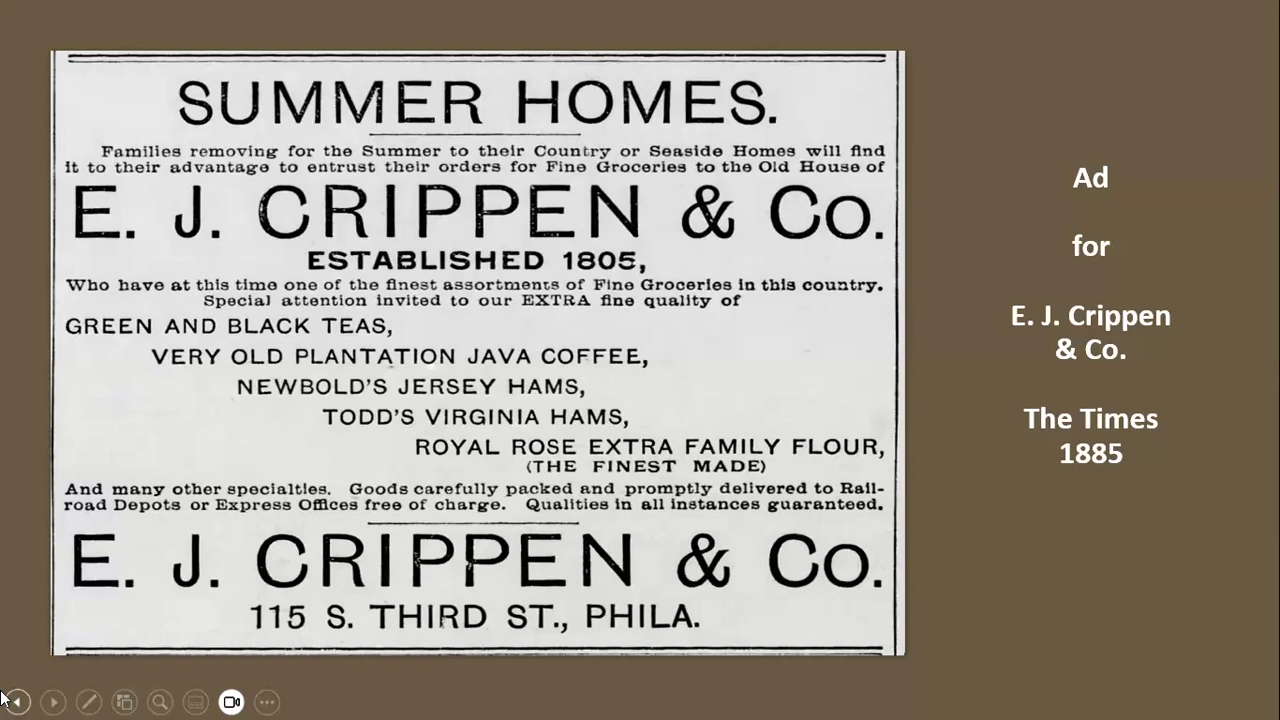 SUMMER HOMES.
Families removing for the Summer to their Country or Seaside Homes will find
it to their advantage to entrust their orders for Fine Groceries to the Old House of
E. J. CRIPPEN & Co.
ESTABLISHED 1805,
Who have at this time one of the finest assortments of Fine Groceries in this country.
Special attention invited to our EXTRA fine quality of
GREEN AND BLACK TEAS,
VERY OLD PLANTATION JAVA COFFEE,
NEWBOLD'S JERSEY HAMS,
TODD'S VIRGINIA HAMS,
ROYAL ROSE EXTRA FAMILY FLOUR,
(THE FINEST MADE)
And many other specialties. Goods carefully packed and promptly delivered to Rail-
road Depots or Express Offices free of charge. Qualities in all instances guaranteed.
E. J. CRIPPEN & Co.
115 S. THIRD ST., PHILA.
Ad
for
E. J. Crippen
& Co.
The Times
1885